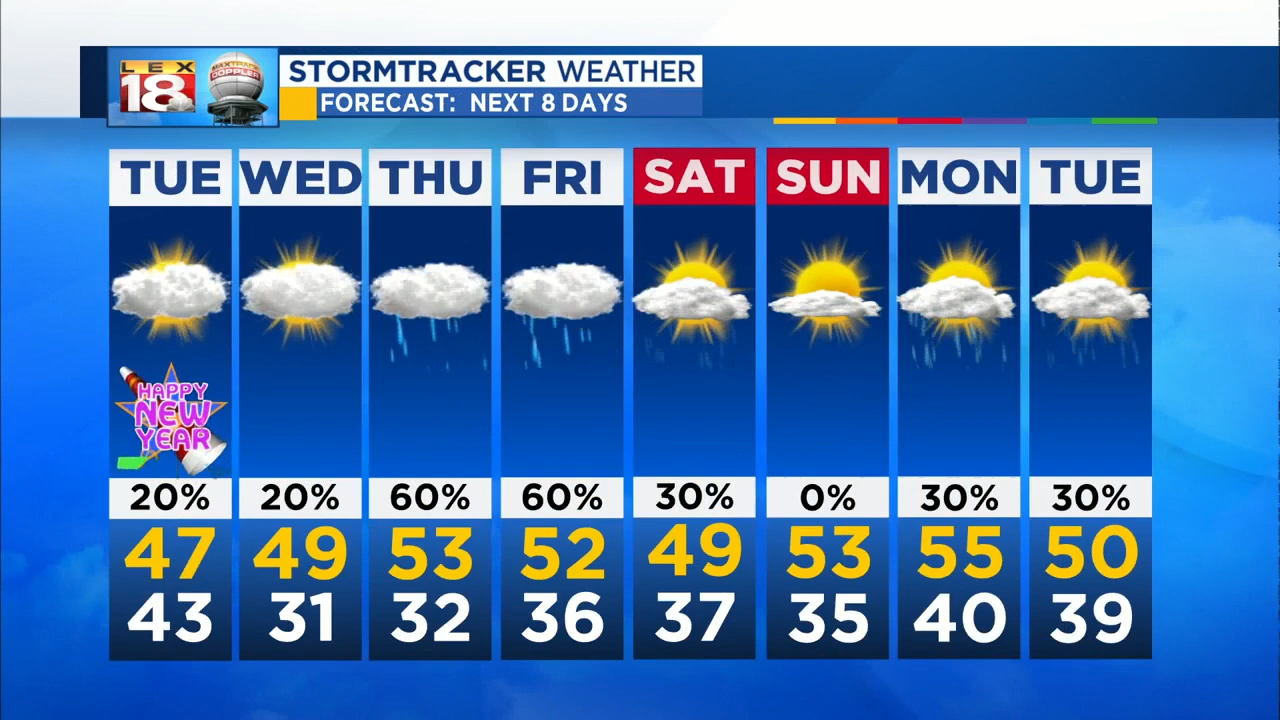 LEX
18
MAXTRACK
DOPPLER
STORMTRACKER WEATHER
FORECAST: NEXT 8 DAYS
TUE WED THU FRI SAT SUN MON TUE
HAPPY
NEW
YEAR
20% 20% 60% 60% 30% 0% 30% 30%
47 49 53 52 49 53 55 50
43 31 32 36 37 35 40 39